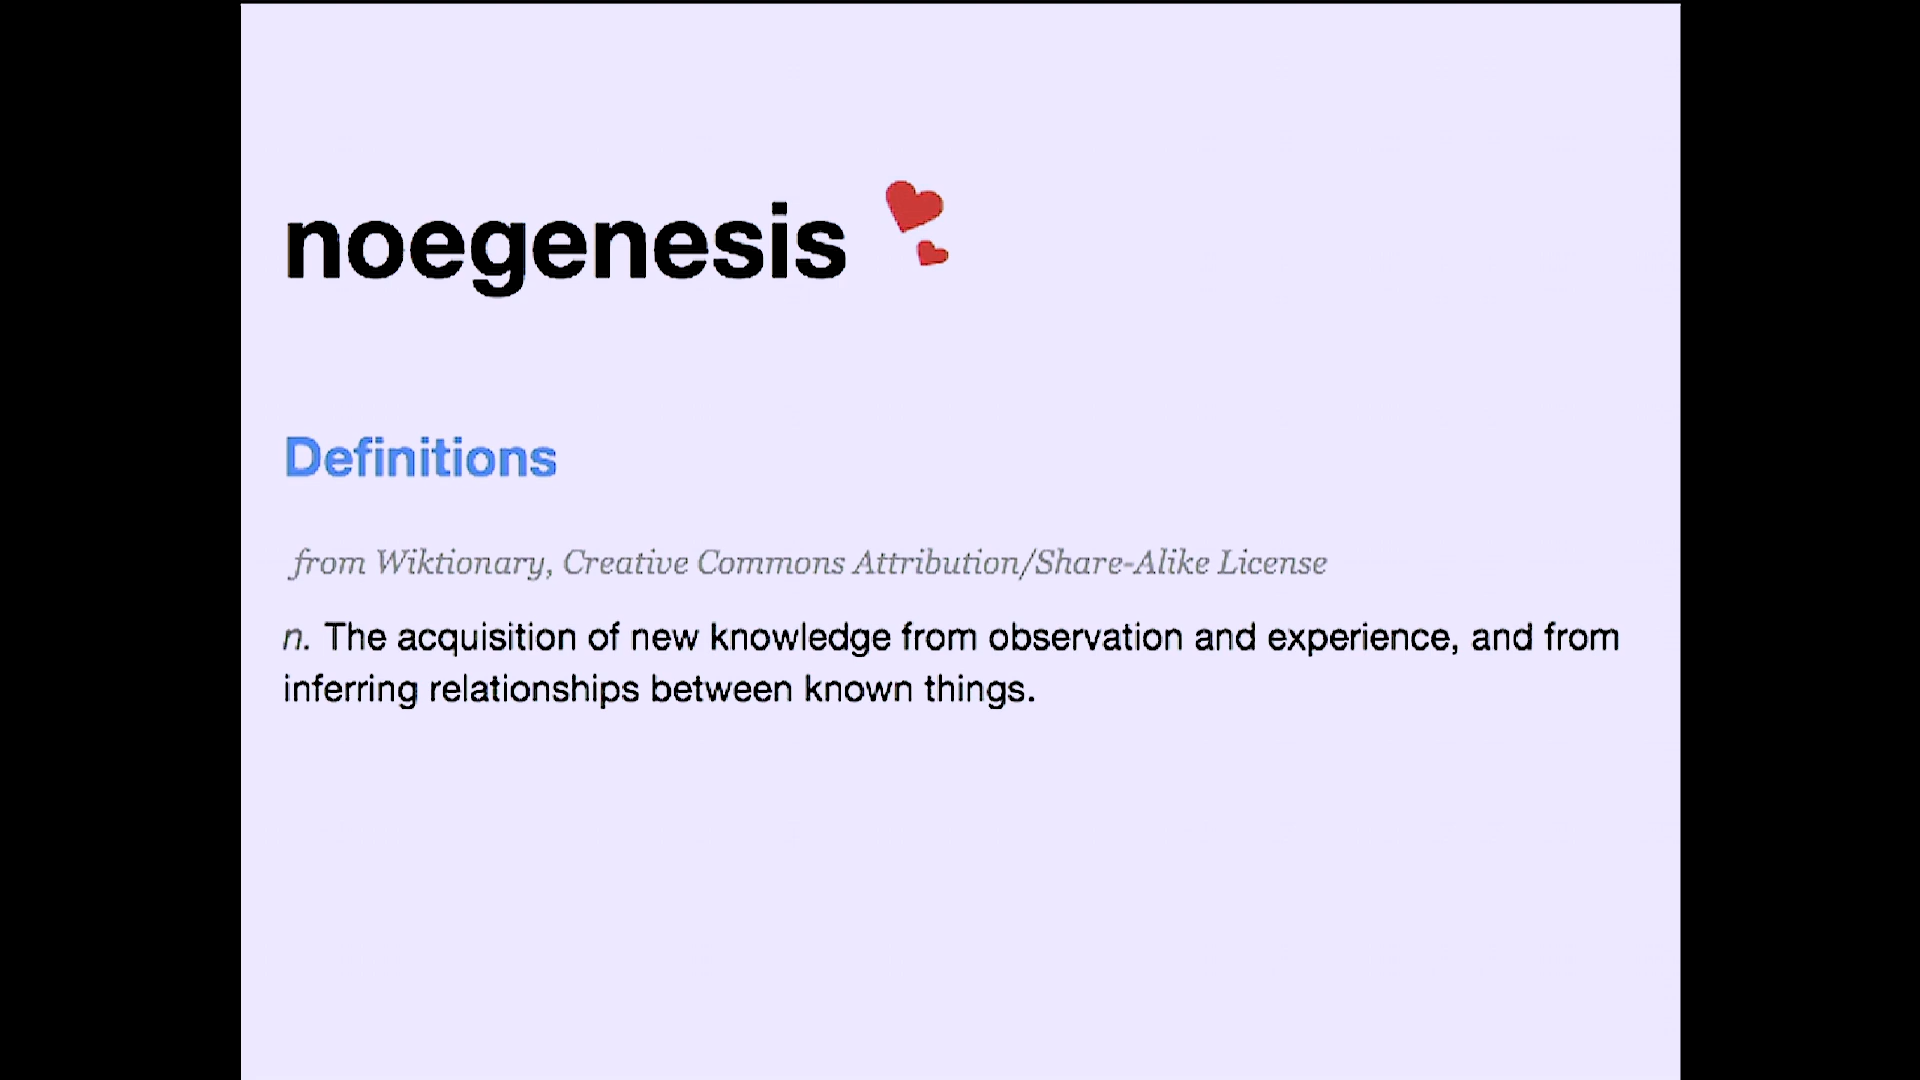 noegenesis
Definitions
from Wiktionary, Creative Commons Attribution/Share-Alike License
n. The acquisition of new knowledge from observation and experience, and from
inferring relationships between known things.